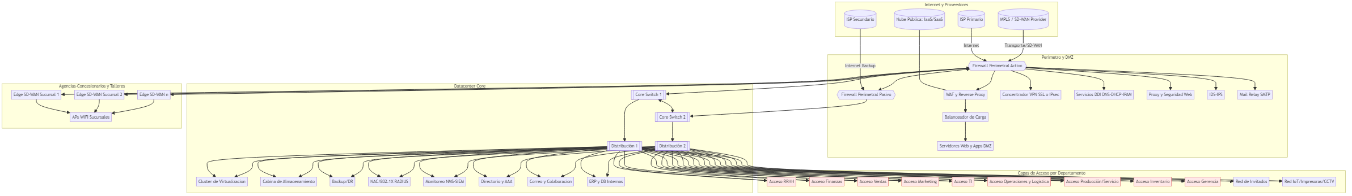 Internet y Proveedores
ISP Secundario
Nube Pública: IaaS/SaaS
ISP Primario
MPLS / SD-WAN Provider
Internet
Transporte/SD-WAN
Internet Backup
Perímetro y DMZ
Firewall Perimetral Activo
Firewall Perimetral Pasivo
WAF y Reverse Proxy
Concentrador VPN SSL o IPsec
Servicios DDI DNS-DHCP-IPAM
Proxy y Seguridad Web
IDS-IPS
Mail Relay SMTP
Balanceador de Carga
Servidores Web y Apps DMZ
Agencias Concesionarios y Talleres
Edge SD-WAN Sucursal 1
Edge SD-WAN Sucursal 2
Edge SD-WAN n
APs WiFi Sucursales
Datacenter Core
Core Switch 1
Core Switch 2
Distribución 1
Distribución 2
Cluster de Virtualización
Cabina de Almacenamiento
Backup/DR
NAC/802.1X RADIUS
Monitoreo NMS-SIEM
Directorio y SSO
Correo y Colaboración
ERP y DB Internas
Capas de Acceso por Departamento
Acceso RRHH
Acceso Finanzas
Acceso Ventas
Acceso Marketing
Acceso TI
Acceso Operaciones y Logística
Acceso Producción/Servicio
Acceso Inventarios
Acceso Gerencia
Red de Invitados
Red IoT/Impresoras/CCTV